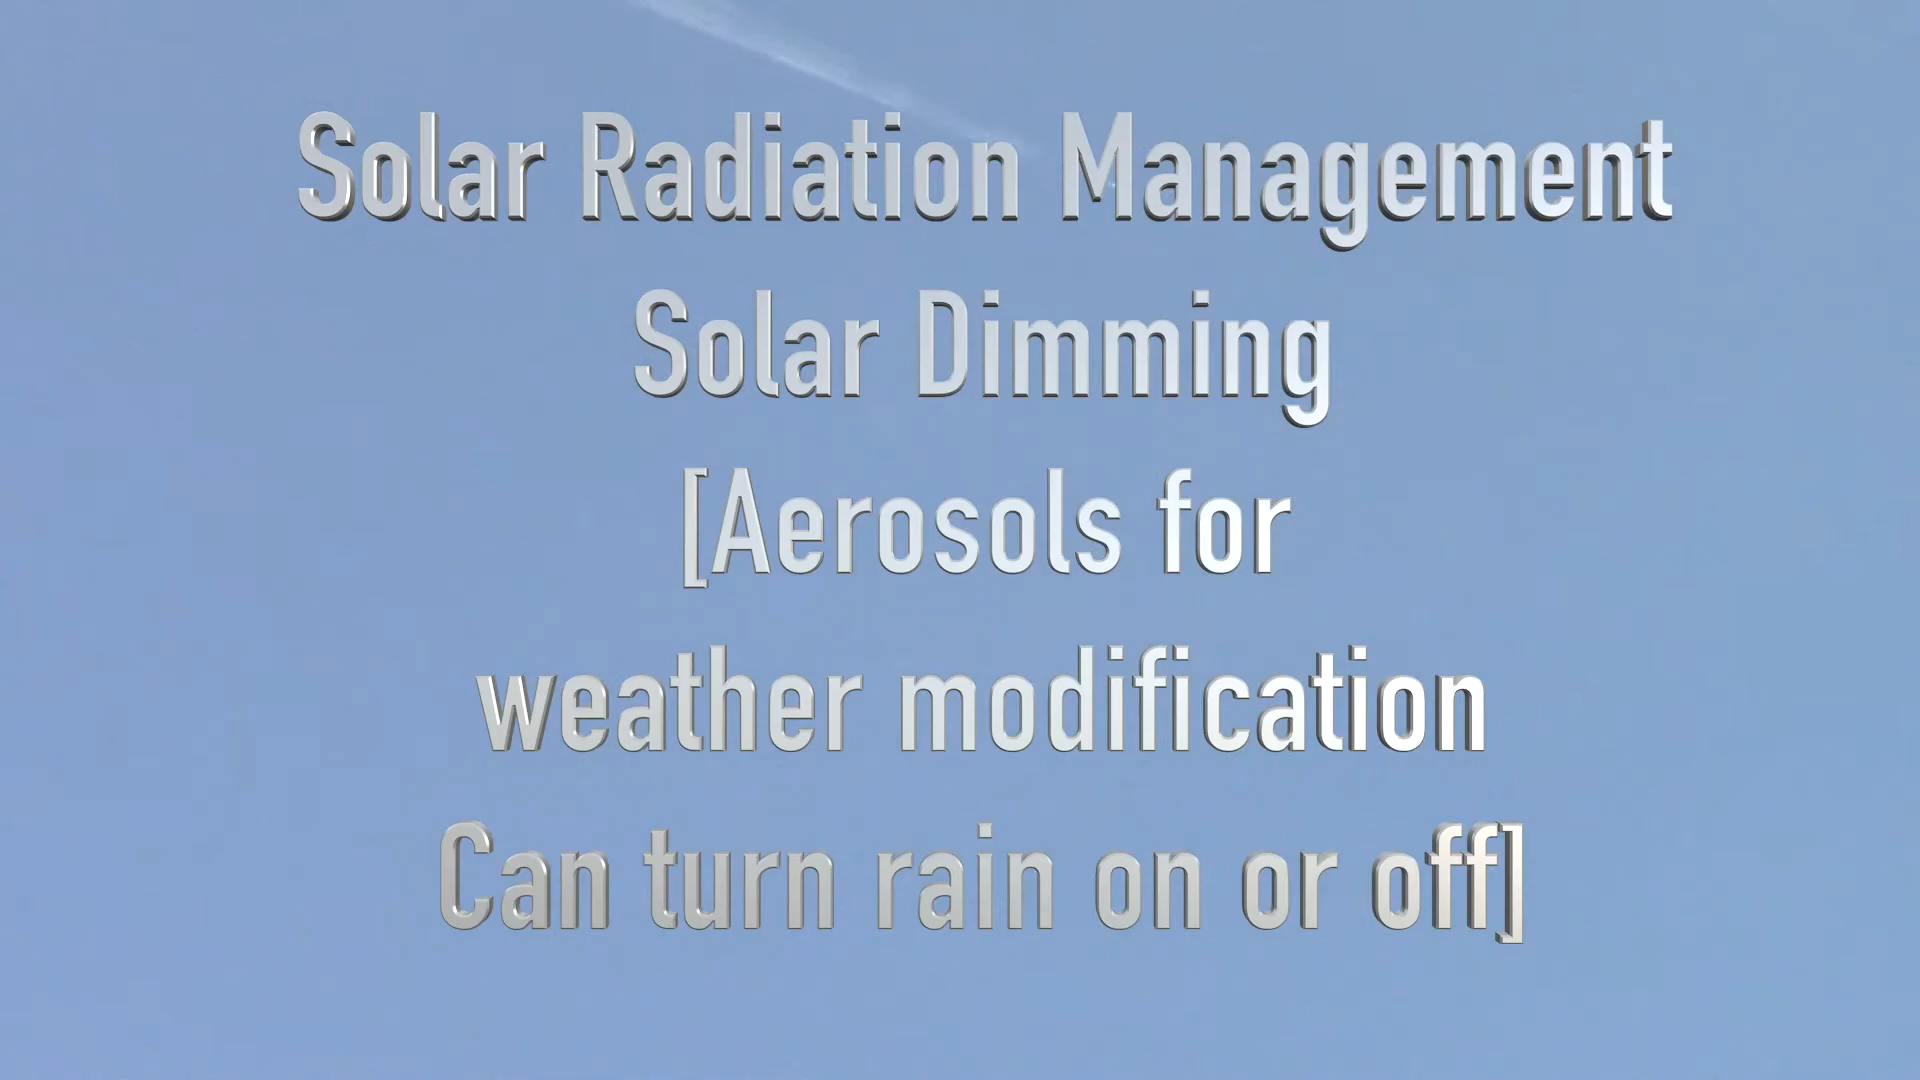 Solar Radiation Management
Solar Dimming
[Aerosols for
weather modification
Can turn rain on or off]